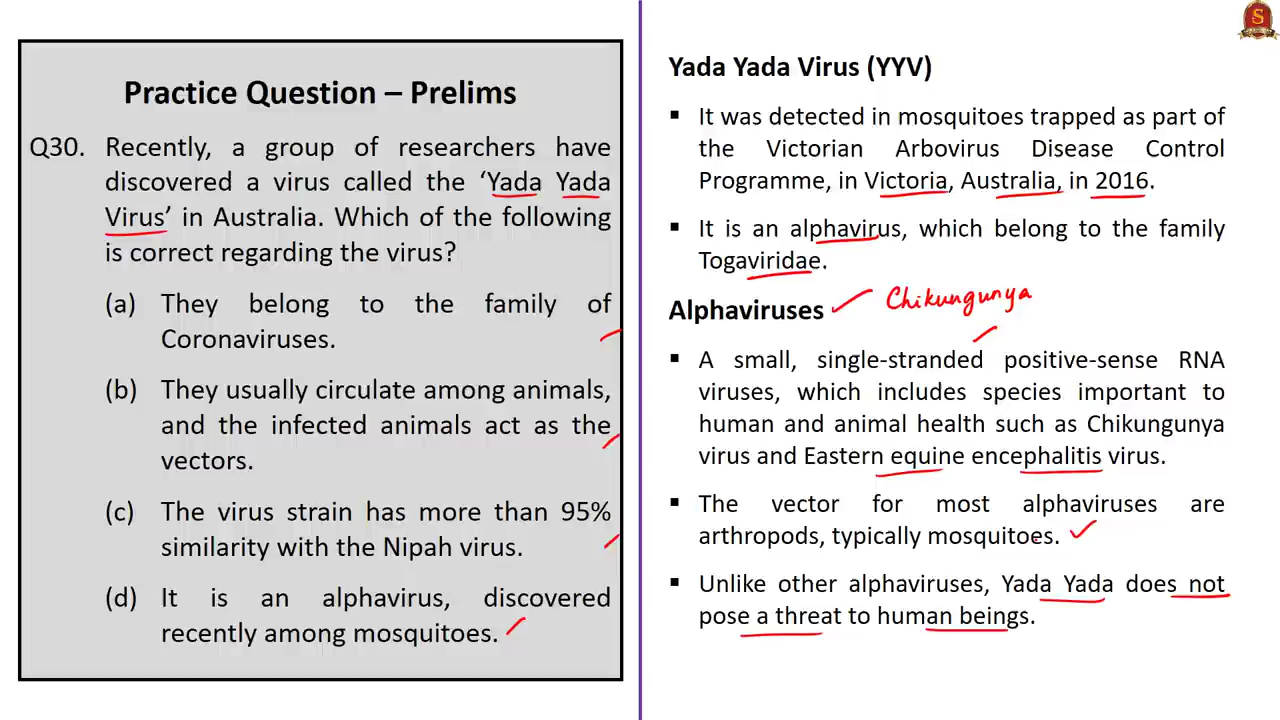 Practice Question – Prelims
Q30. Recently, a group of researchers have
discovered a virus called the ‘Yada Yada
Virus’ in Australia. Which of the following
is correct regarding the virus?
(a) They belong to the family of
Coronaviruses.
(b) They usually circulate among animals,
and the infected animals act as the
vectors.
(c) The virus strain has more than 95%
similarity with the Nipah virus.
(d) It is an alphavirus, discovered
recently among mosquitoes.
Yada Yada Virus (YYV)
▪ It was detected in mosquitoes trapped as part of
the Victorian Arbovirus Disease Control
Programme, in Victoria, Australia, in 2016.
▪ It is an alphavirus, which belong to the family
Togaviridae.
Alphaviruses Chikungunya
▪ A small, single-stranded positive-sense RNA
viruses, which includes species important to
human and animal health such as Chikungunya
virus and Eastern equine encephalitis virus.
▪ The vector for most alphaviruses are
arthropods, typically mosquitoes.
▪ Unlike other alphaviruses, Yada Yada does not
pose a threat to human beings.